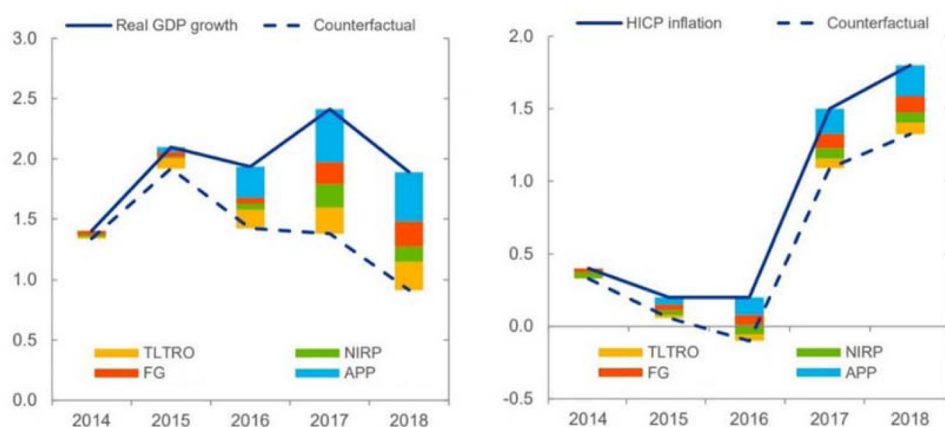 Real GDP growth Counterfactual
3.0
2.5
2.0
1.5
1.0
0.5
0.0
TLTRO NIRP
FG APP
2014 2015 2016 2017 2018
HICP inflation Counterfactual
2.0
1.5
1.0
0.5
0.0
-0.5
TLTRO NIRP
FG APP
2014 2015 2016 2017 2018